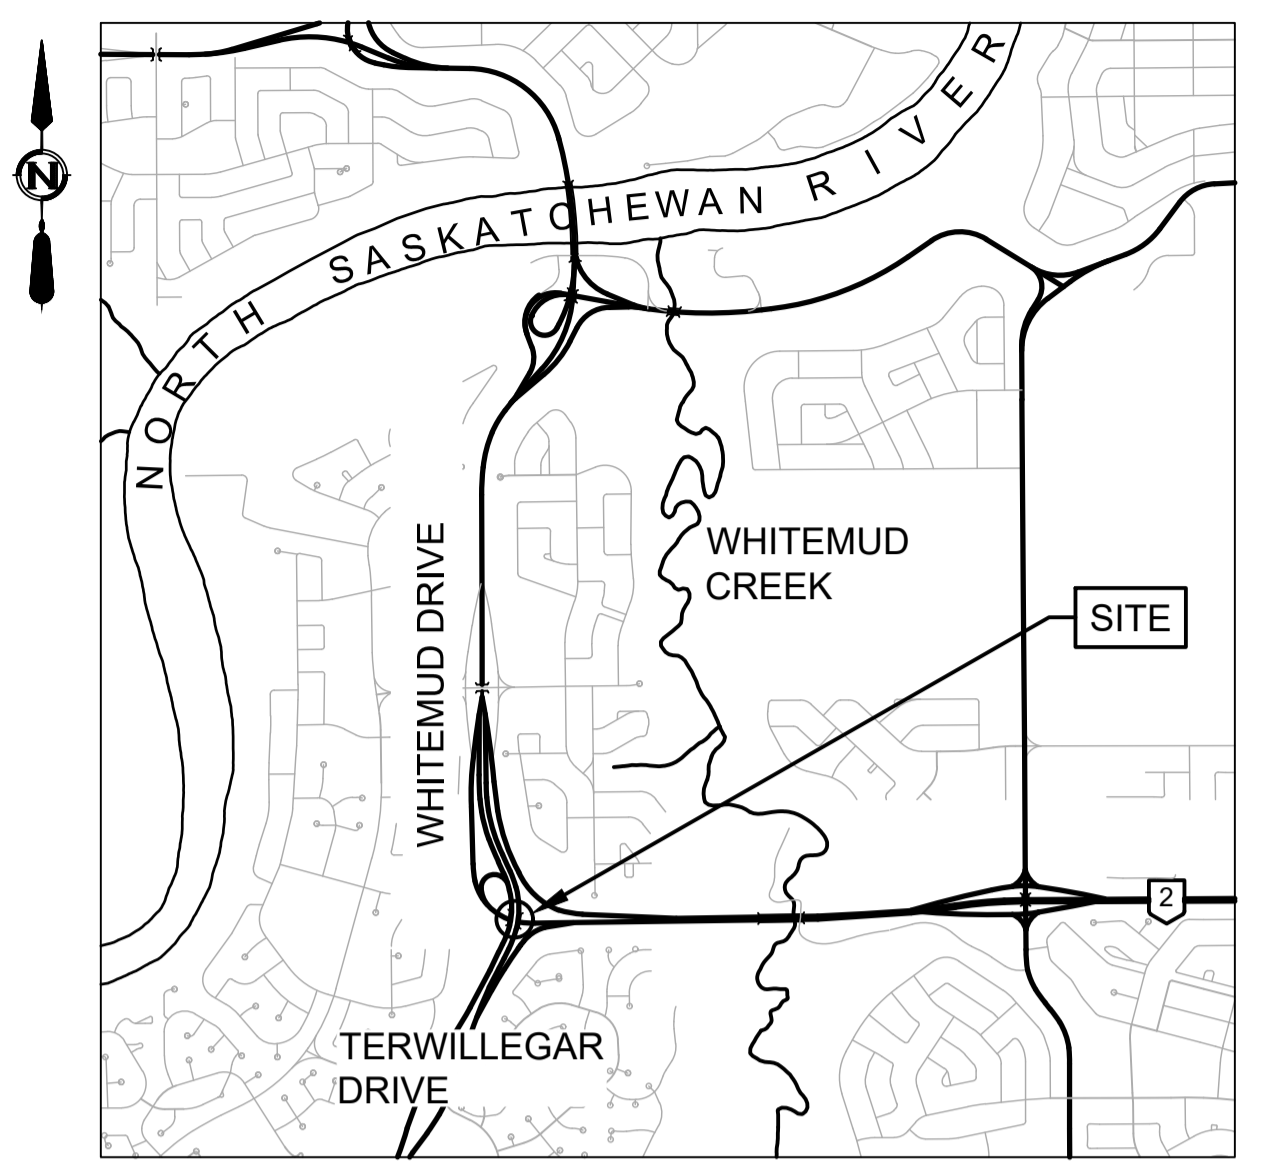 N
NORTH SASKATCHEWAN RIVER
WHITEMUD
CREEK
WHITEMUD DRIVE
SITE
2
TERWILLEGAR
DRIVE